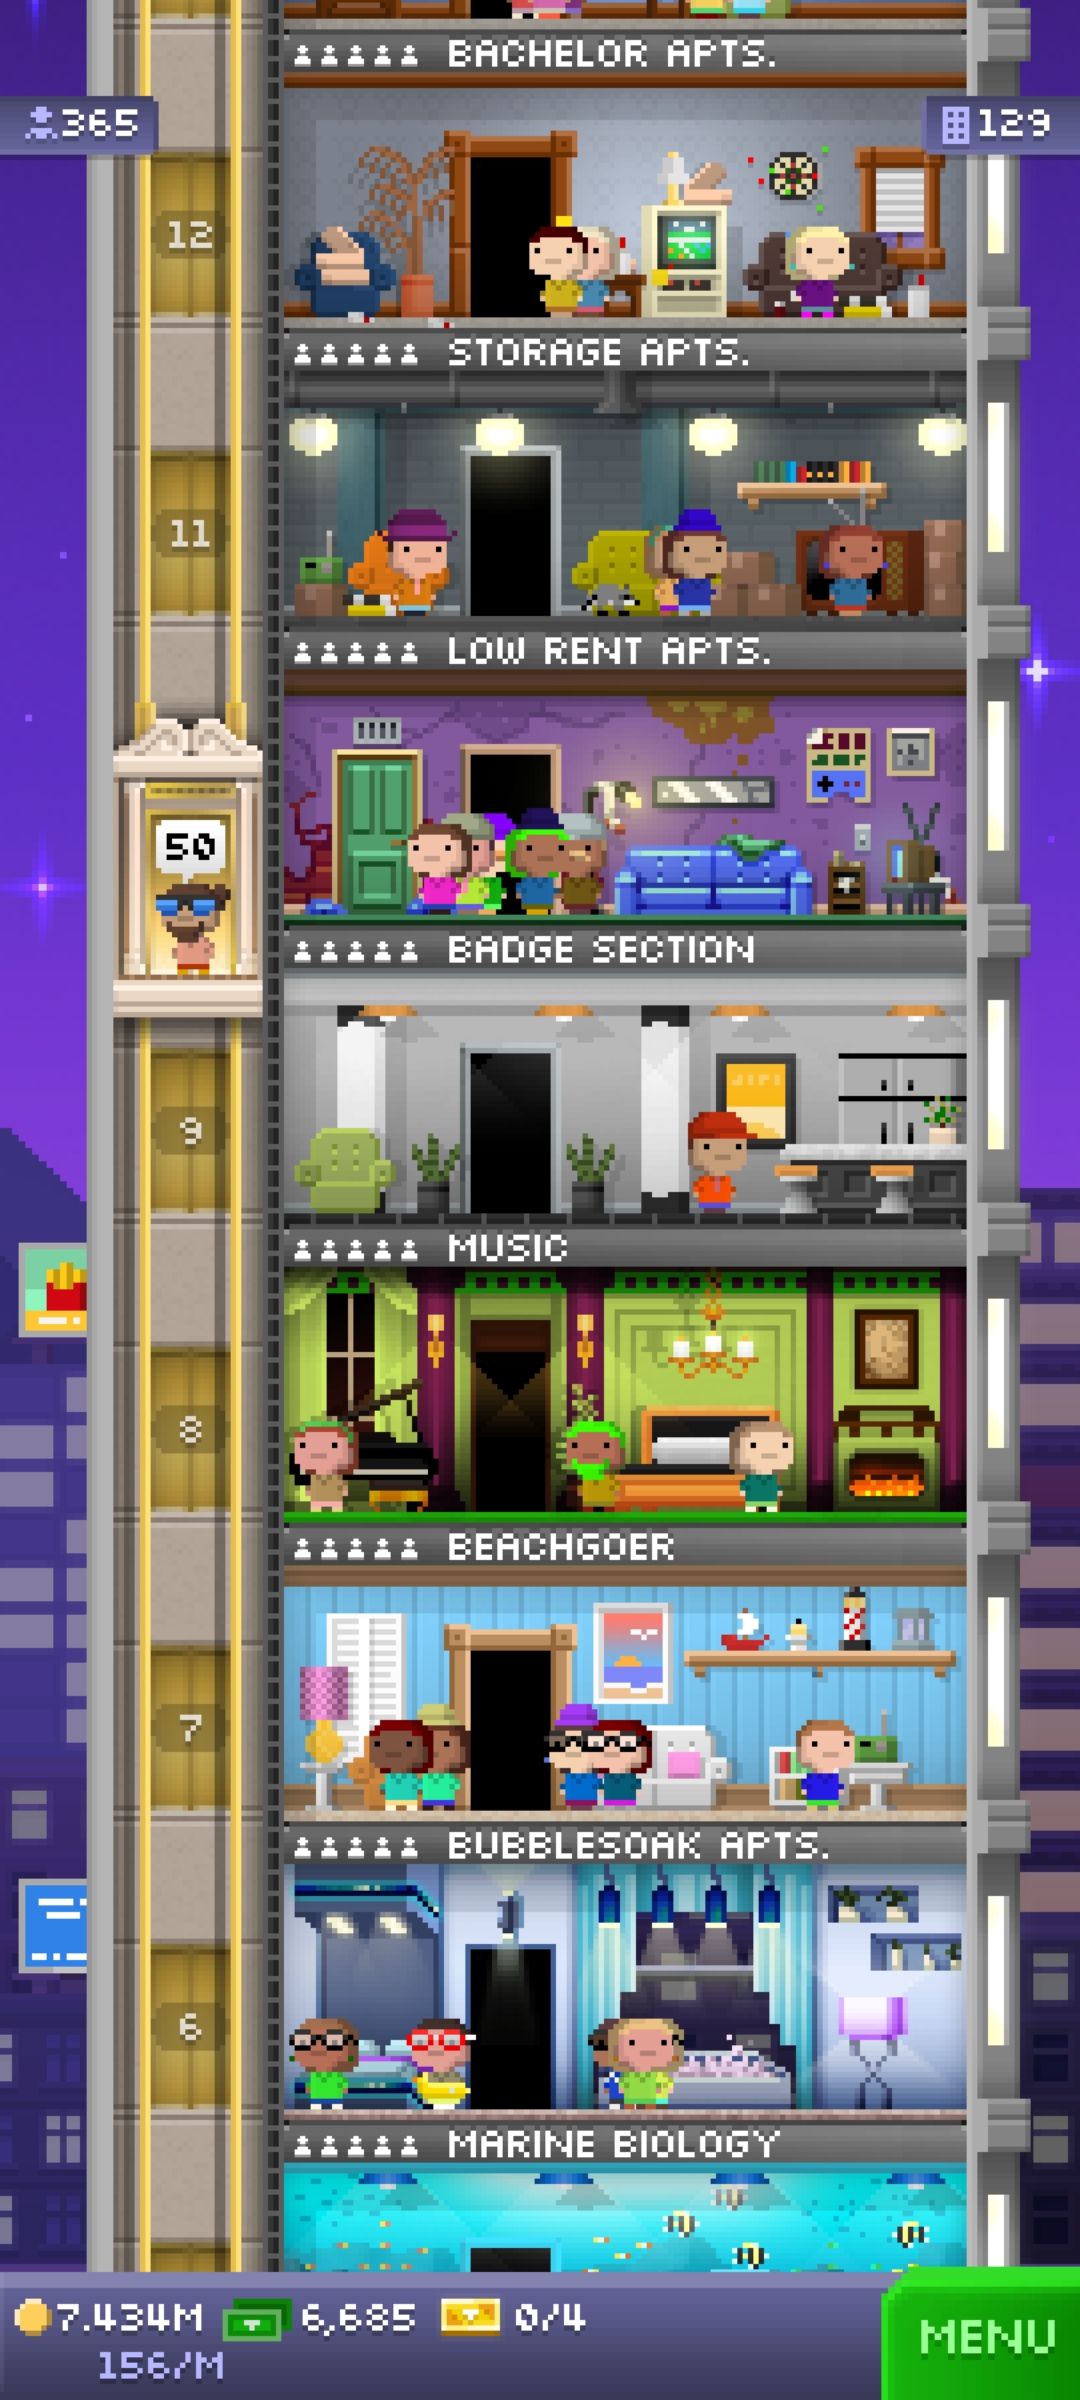 BACHELOR APTS.
365
129
12
STORAGE APTS.
11
LOW RENT APTS.
50
BADGE SECTION
9
MUSIC
8
BEACHGOER
7
BUBBLESOAK APTS.
6
MARINE BIOLOGY
7.434M 6,685 0/4
156/M
MENU